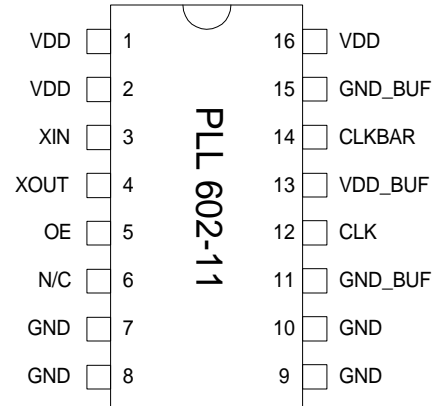 VDD 1 16 VDD
VDD 2 15 GND_BUF
XIN 3 14 CLKBAR
XOUT 4 13 VDD_BUF
OE 5 12 CLK
N/C 6 11 GND_BUF
GND 7 10 GND
GND 8 9 GND
PLL 602-11